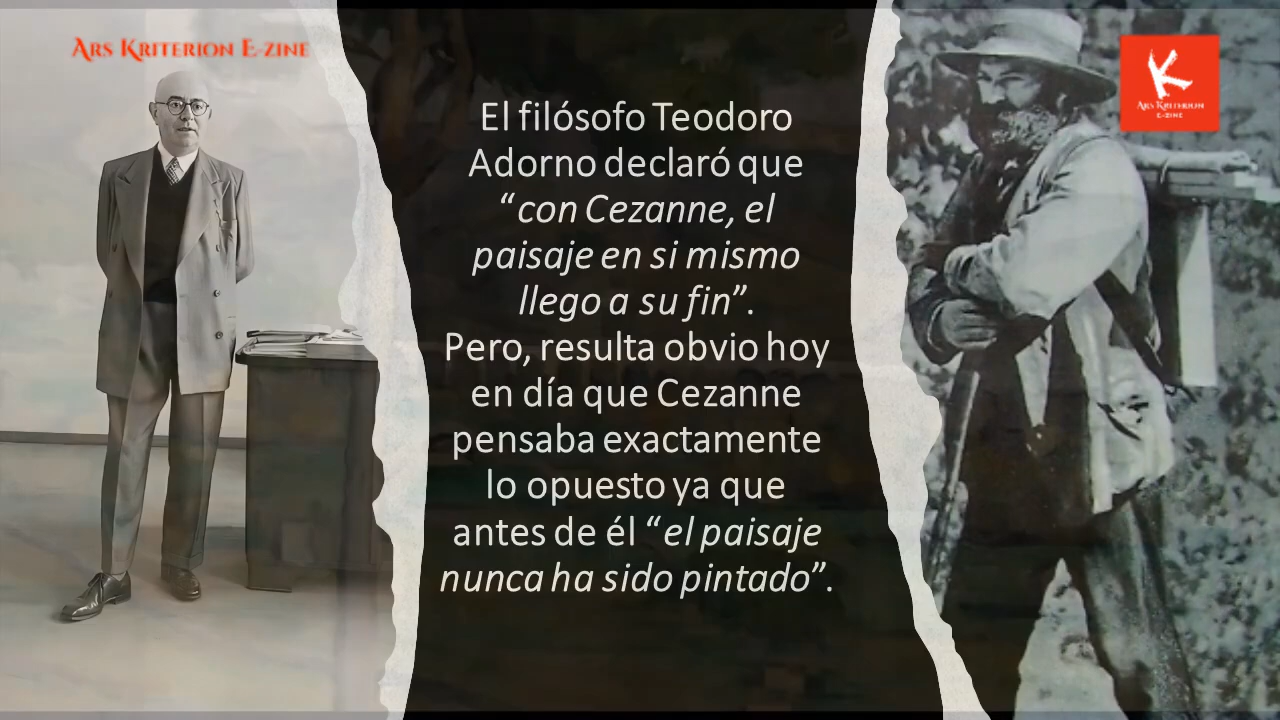 ARS KRITERION E-ZINE
El filósofo Teodoro
Adorno declaró que
“con Cezanne, el
paisaje en si mismo
llego a su fin”.
Pero, resulta obvio hoy
en día que Cezanne
pensaba exactamente
lo opuesto ya que
antes de él “el paisaje
nunca ha sido pintado”.
K
ARS KRITERION
E-ZINE